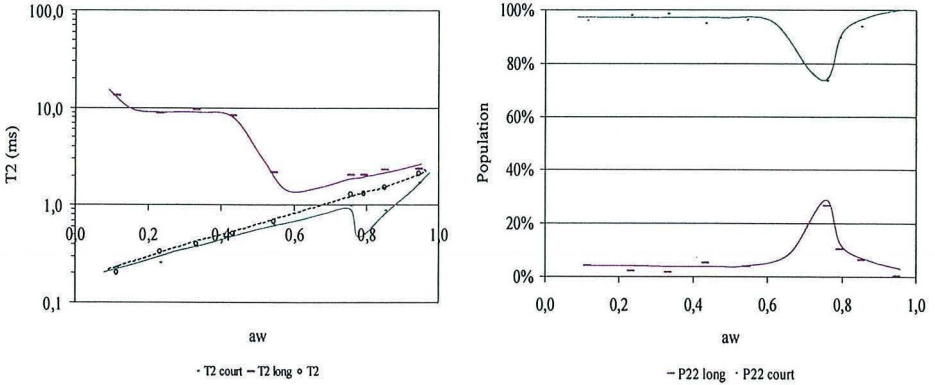 100,0
10,0
1,0
0,1
T2 (ms)
0,0 0,2 0,4 0,6 0,8 1,0
aw
T2 court T2 long T2
100%
80%
60%
40%
20%
0%
Population
0,0 0,2 0,4 0,6 0,8 1,0
aw
P22 long P22 court